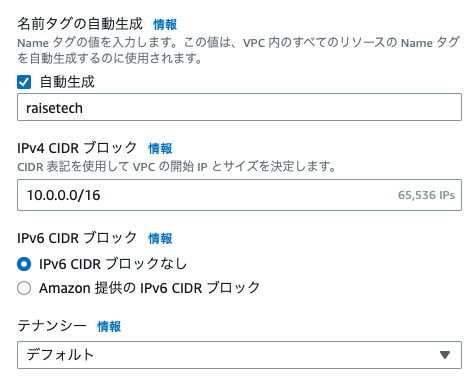 名前タグの自動生成 情報
Name タグの値を入力します。この値は、VPC 内のすべてのリソースの Name タグ
を自動生成するのに使用されます。
自動生成
raisetech
IPv4 CIDR ブロック 情報
CIDR 表記を使用して VPC の開始 IP とサイズを決定します。
10.0.0.0/16 65,536 IPs
IPv6 CIDR ブロック 情報
IPv6 CIDR ブロックなし
Amazon 提供の IPv6 CIDR ブロック
テナンシー 情報
デフォルト